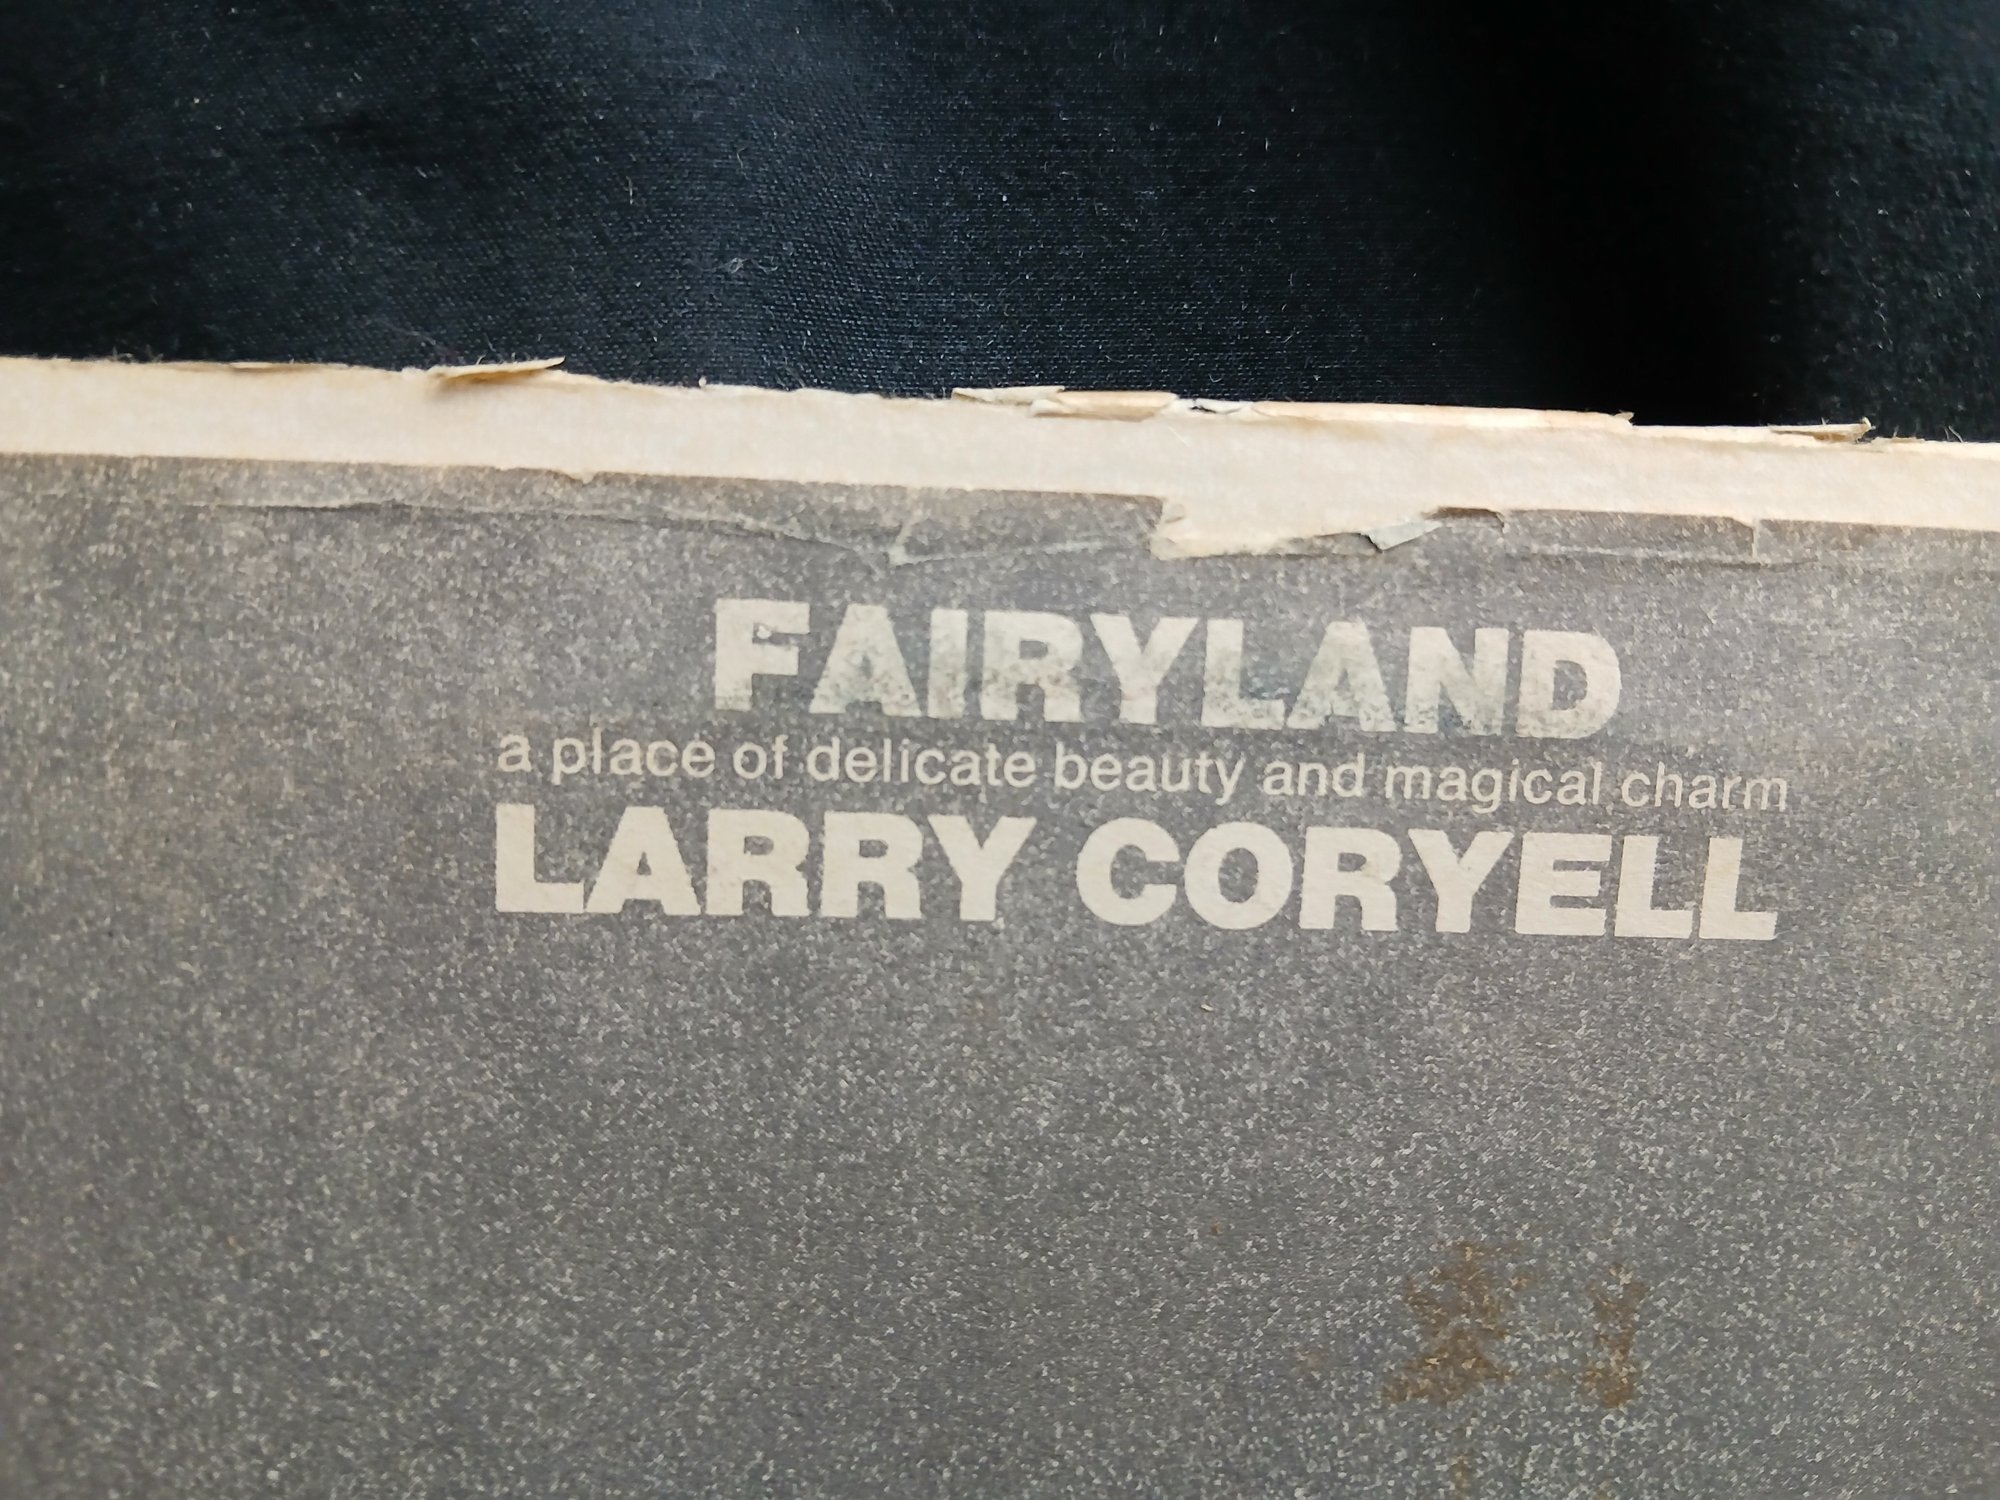 FAIRYLAND
a place of delicate beauty and magical charm
LARRY CORYELL